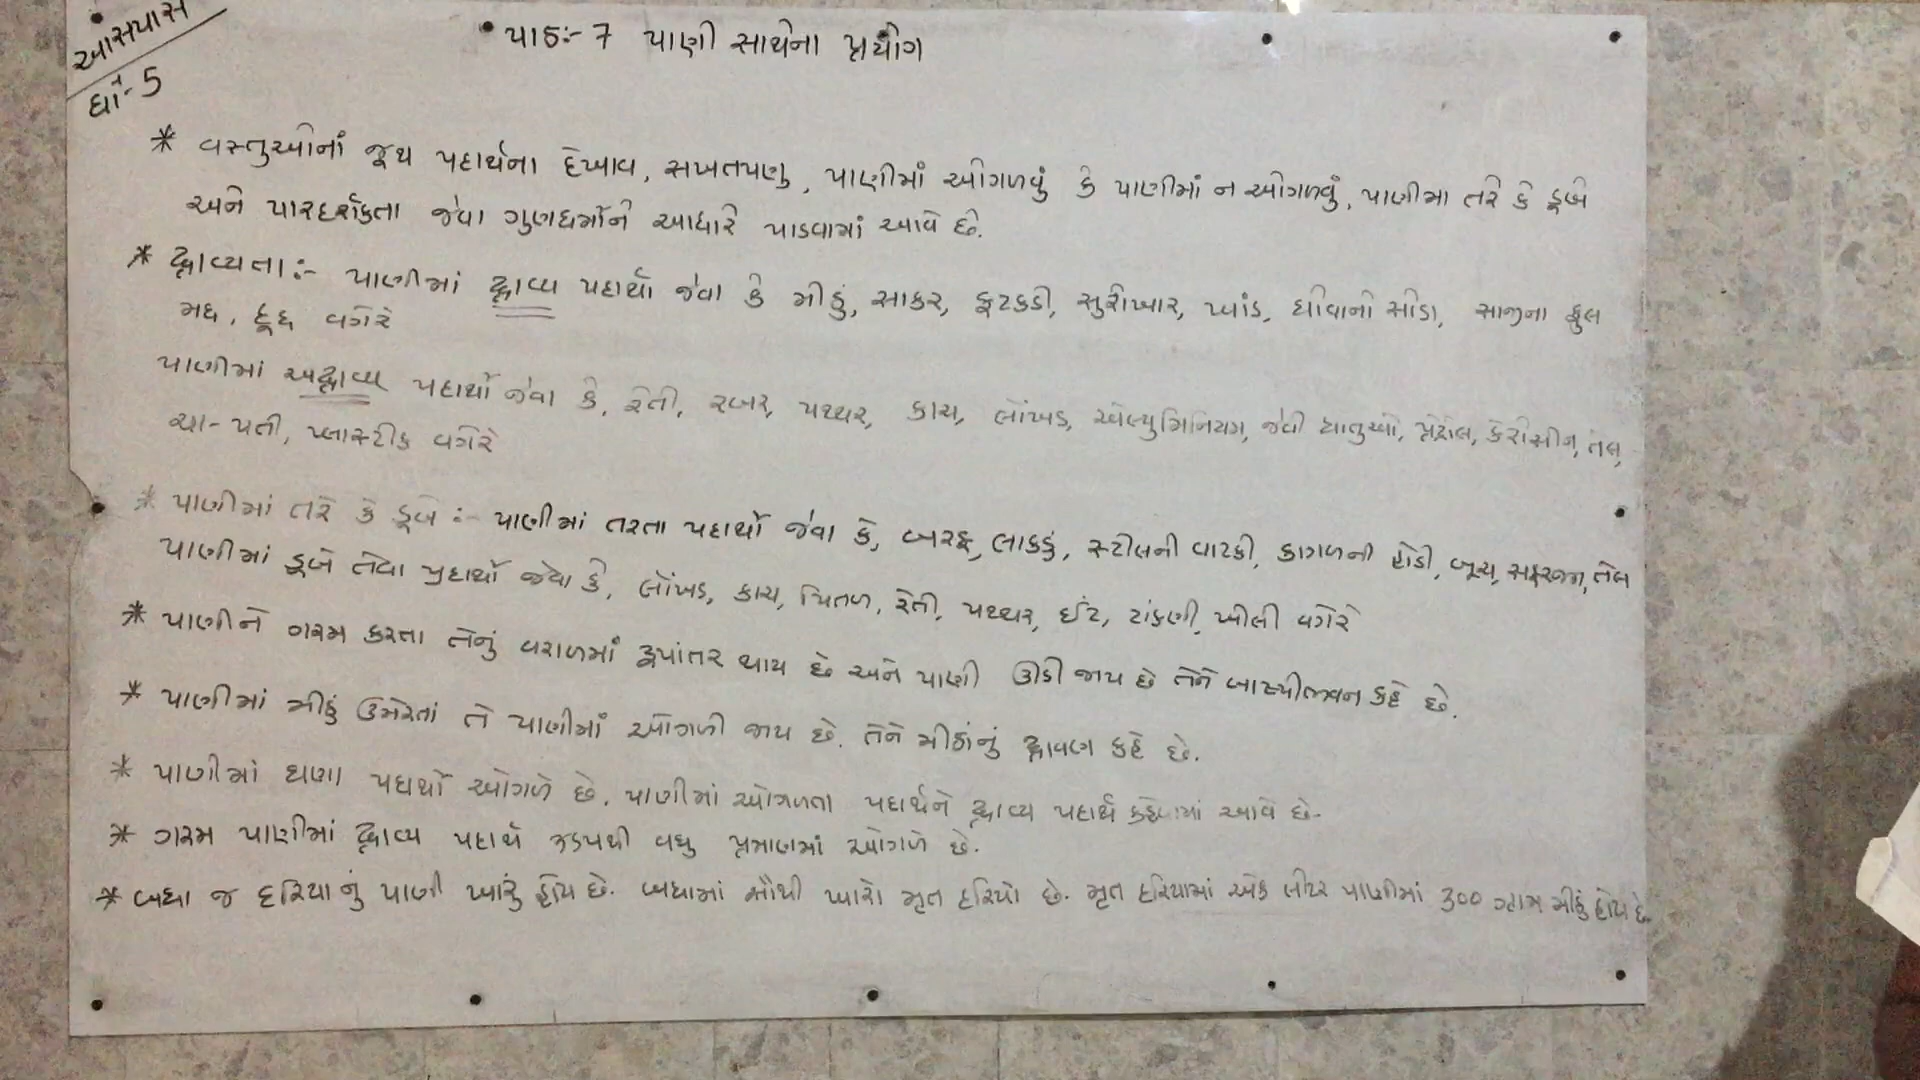 આસપાસ
ધો-5
પાઠ:- 7 પાણી સાથેના પ્રયોગ
* વસ્તુઓનાં જૂથ પદાર્થના દેખાવ, સખતપણુ, પાણીમાં ઓગળવું કે પાણીમાં ન ઓગળવું, પાણીમા તરે કે ડૂબે
અને પારદર્શકતા જેવા ગુણધર્મોને આધારે પાડવામાં આવે છે.
* દ્રાવ્યતા:- પાણીમાં દ્રાવ્ય પદાર્થો જેવા કે મીઠું, સાકર, ફટકડી, સુરોખાર, ખાંડ, ધોવાનો સોડા, સાજીના ફુલ
મધ, દૂધ વગેરે
પાણીમાં અદ્રાવ્ય પદાર્થો જેવા કે, રેતી, રબર, પથ્થર, કાચ, લોંખડ, એલ્યુમિનિયમ, જેવી ધાતુઓ, પ્રેટ્રોલ, કેરોસીન, તેલ,
ચા-પતી, પ્લાસ્ટીક વગેરે
* પાણીમાં તરે કે ડૂબે :- પાણીમાં તરતા પદાર્થો જેવા કે, બરફ, લાકડું, સ્ટીલની વાટકી, કાગળની હોડી, બૂચ, સફરજન, તેલ
પાણીમાં ડૂબે તેવા પ્રદાર્થો જેવા કે, લોંખડ, કાચ, પિતળ, રેતી, પથ્થર, ઈંટ, ટાંકણી, ખીલી વગેરે
* પાણીને ગરમ કરતા તેનું વરાળમાં રૂપાંતર થાય છે અને પાણી ઊડી જાય છે તેને બાષ્પીભવન કહે છે.
* પાણીમાં મીઠું ઉમેરતાં તે પાણીમાં ઓગળી જાય છે. તેને મીઠાંનું દ્રાવણ કહે છે.
* પાણીમાં ઘણા પદાર્થો ઓગળે છે. પાણીમાં ઓગળતા પદાર્થને દ્રાવ્ય પદાર્થ કહેવામાં આવે છે-
* ગરમ પાણીમાં દ્રાવ્ય પદાર્થ ઝડપથી વધુ પ્રમાણમાં ઓગળે છે.
* બધા જ દરિયાનું પાણી ખારું હોય છે. બધામાં સૌથી ખારો મૃત દરિયો છે. મૃત દરિયામાં એક લીટર પાણીમાં 300 ગ્રામ મીઠું હોય છે.